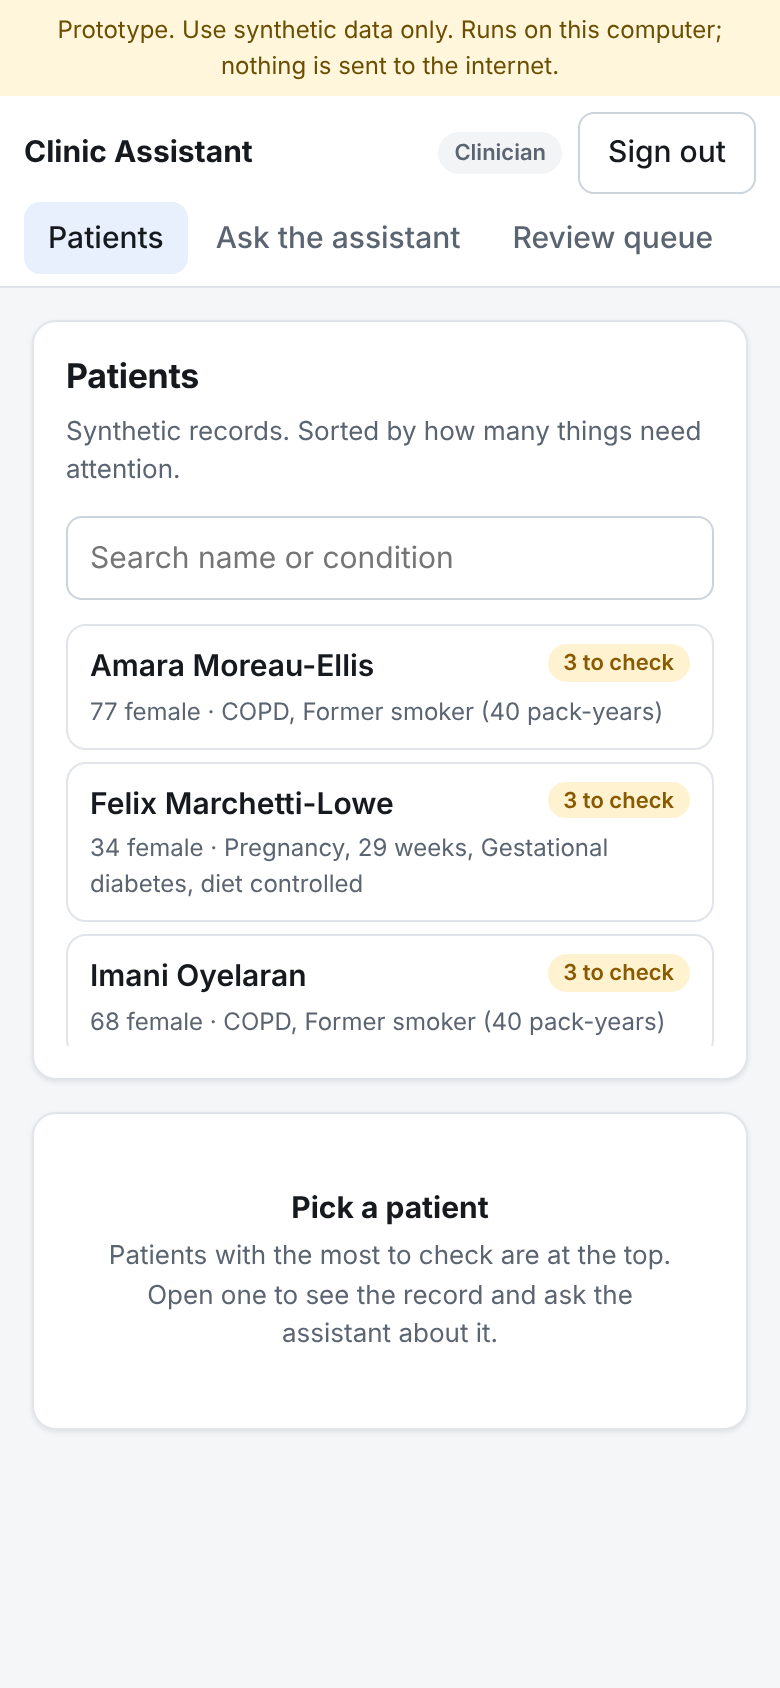 Prototype. Use synthetic data only. Runs on this computer;
nothing is sent to the internet.
Clinic Assistant
Clinician
Sign out
Patients
Ask the assistant
Review queue
Patients
Synthetic records. Sorted by how many things need
attention.
Search name or condition
Amara Moreau-Ellis
3 to check
77 female · COPD, Former smoker (40 pack-years)
Felix Marchetti-Lowe
3 to check
34 female · Pregnancy, 29 weeks, Gestational
diabetes, diet controlled
Imani Oyelaran
3 to check
68 female · COPD, Former smoker (40 pack-years)
Pick a patient
Patients with the most to check are at the top.
Open one to see the record and ask the
assistant about it.